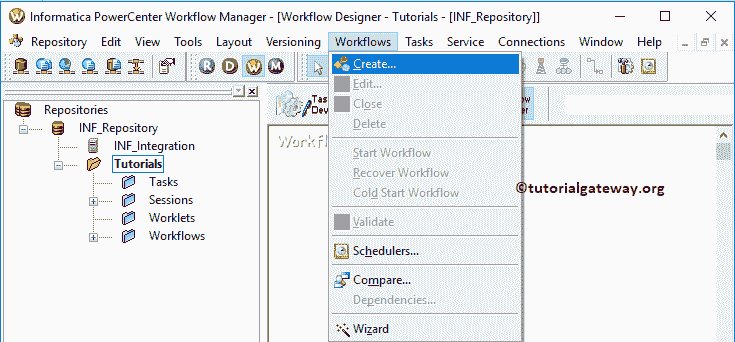 Informatica PowerCenter Workflow Manager - [Workflow Designer - Tutorials - [INF_Repository]]
Repository Edit View Tools Layout Versioning Workflows Tasks Service Connections Window Help
R D W M
Create...
Edit...
Close
Delete
Start Workflow
Recover Workflow
Cold Start Workflow
Validate
Schedulers...
Compare...
Dependencies...
Wizard
Repositories
INF_Repository
INF_Integration
Tutorials
Tasks
Sessions
Worklets
Workflows
©tutorialgateway.org